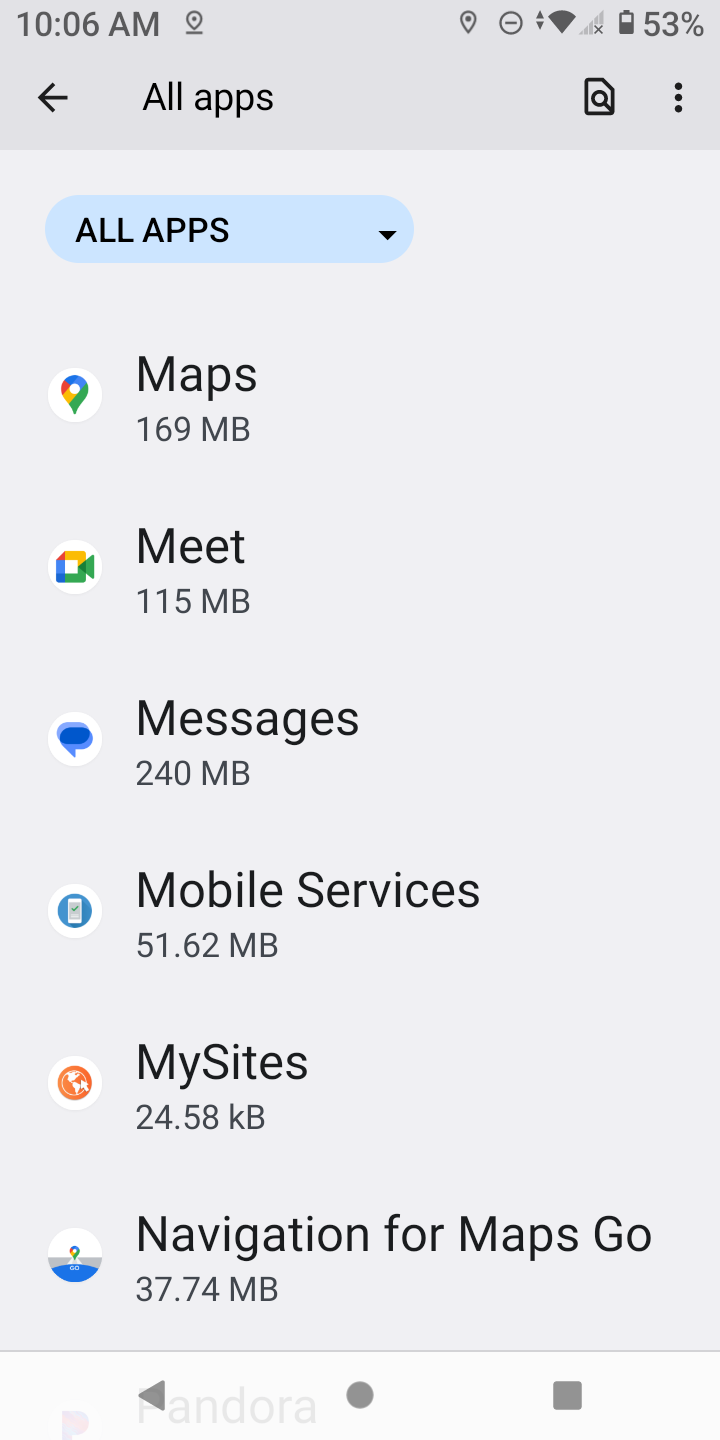 10:06 AM 53%
All apps
ALL APPS
Maps
169 MB
Meet
115 MB
Messages
240 MB
Mobile Services
51.62 MB
MySites
24.58 kB
Navigation for Maps Go
GO
37.74 MB
Pandora